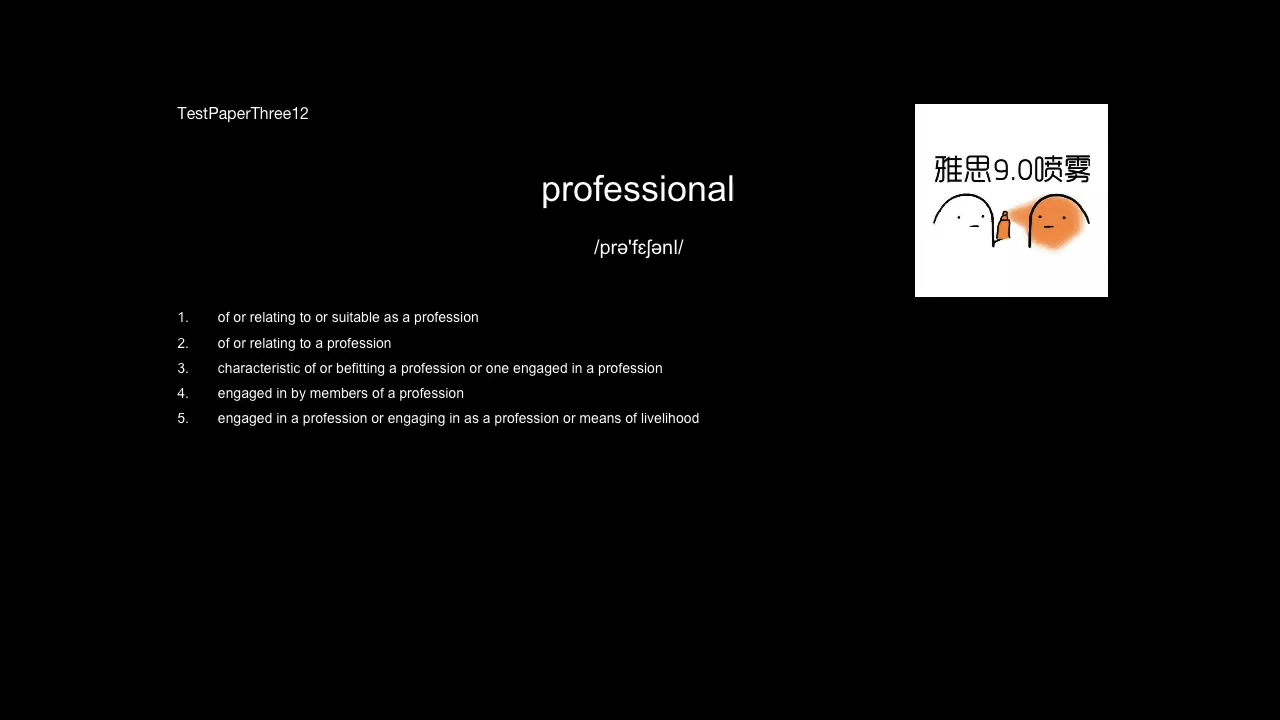 TestPaperThree12
professional
/prə'fɛʃənl/
雅思9.0喷雾
1. of or relating to or suitable as a profession
2. of or relating to a profession
3. characteristic of or befitting a profession or one engaged in a profession
4. engaged in by members of a profession
5. engaged in a profession or engaging in as a profession or means of livelihood